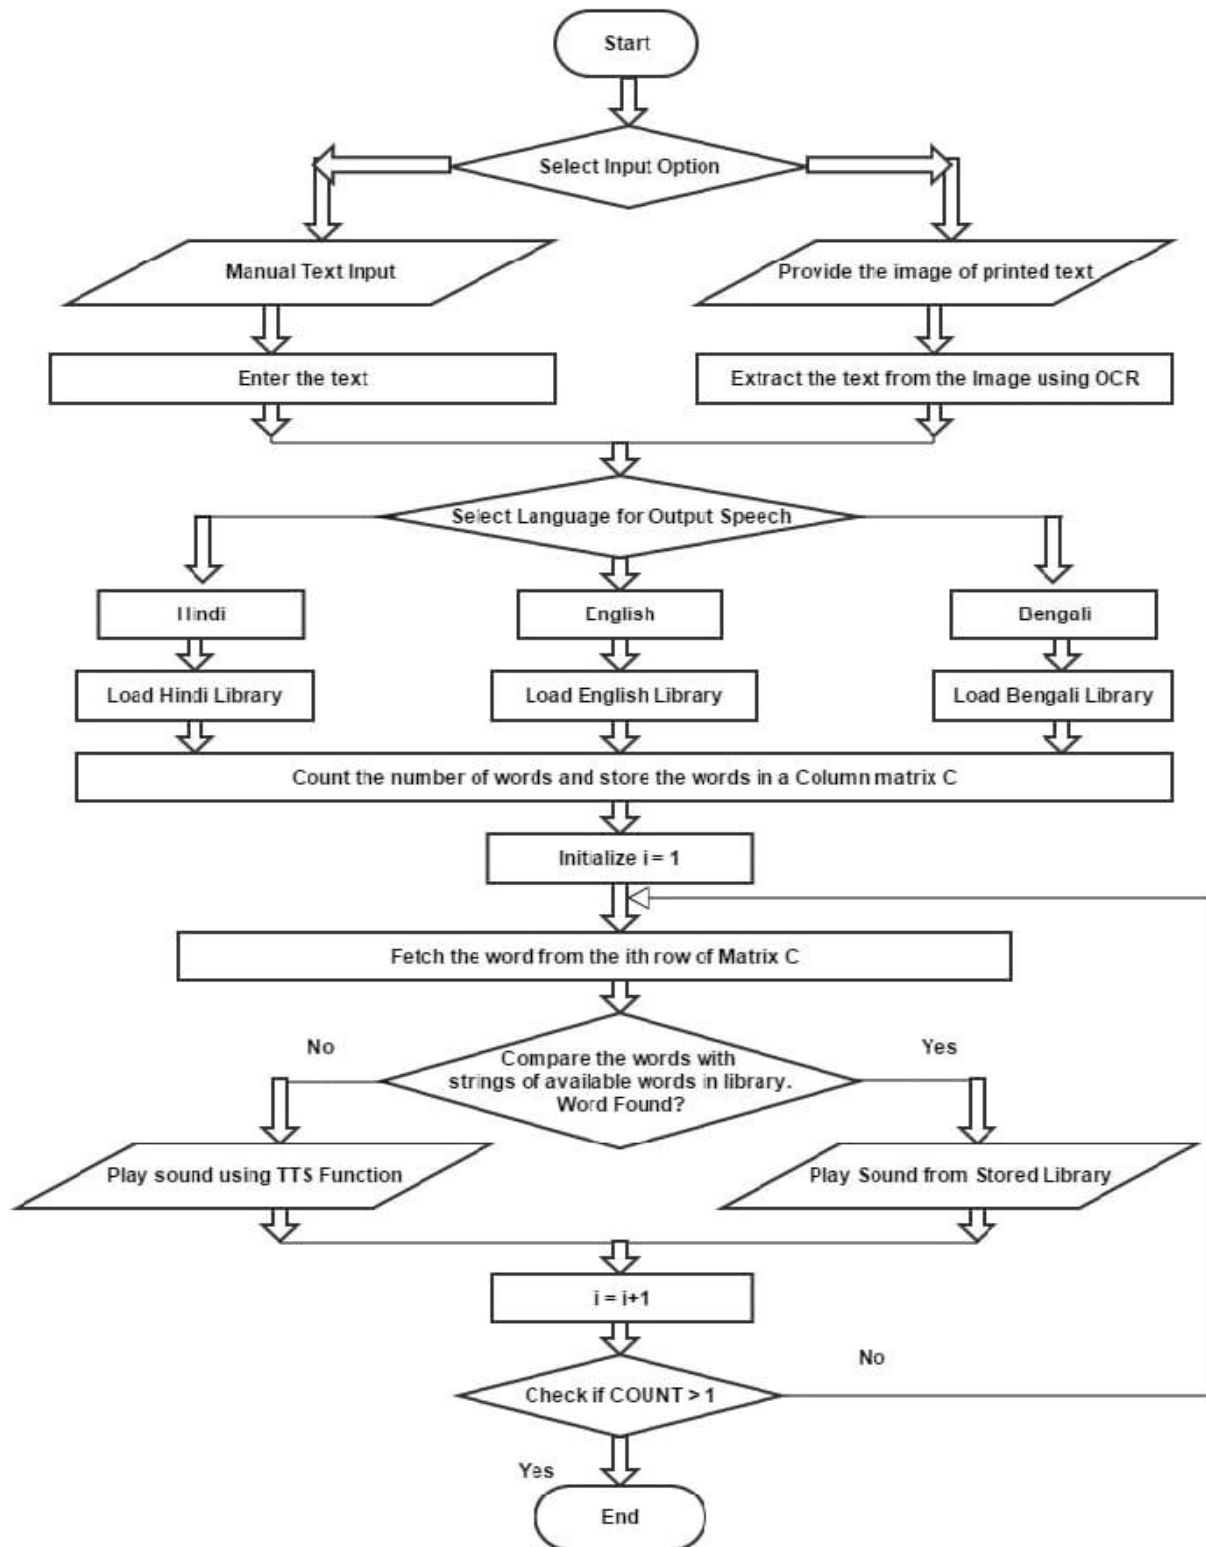 Start
Select Input Option
Manual Text Input
Provide the image of printed text
Enter the text
Extract the text from the Image using OCR
Select Language for Output Speech
Hindi
English
Bengali
Load Hindi Library
Load English Library
Load Bengali Library
Count the number of words and store the words in a Column matrix C
Initialize i = 1
Fetch the word from the ith row of Matrix C
No
Yes
Compare the words with
strings of available words in library.
Word Found?
Play sound using TTS Function
Play Sound from Stored Library
i = i+1
No
Check if COUNT > 1
Yes
End